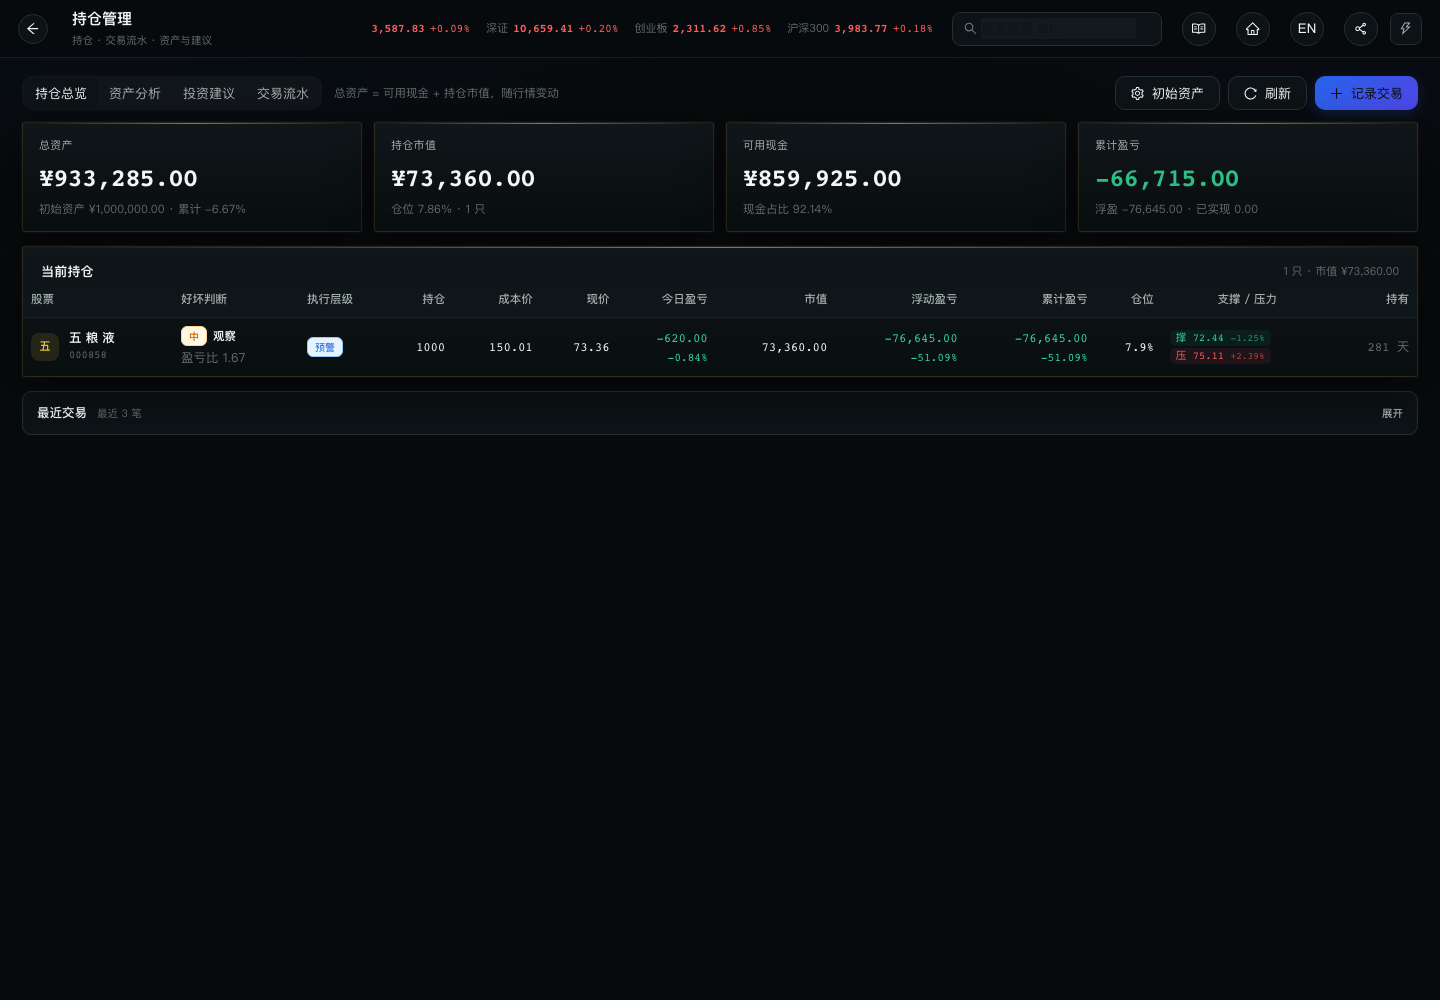 持仓管理
持仓 · 交易流水 · 资产与建议
3,587.83 +0.09% 深证 10,659.41 +0.20% 创业板 2,311.62 +0.85% 沪深300 3,983.77 +0.18%
EN
持仓总览 资产分析 投资建议 交易流水 总资产 = 可用现金 + 持仓市值，随行情变动
初始资产 刷新 记录交易
总资产
¥933,285.00
初始资产 ¥1,000,000.00 · 累计 -6.67%
持仓市值
¥73,360.00
仓位 7.86% · 1 只
可用现金
¥859,925.00
现金占比 92.14%
累计盈亏
-66,715.00
浮盈 -76,645.00 · 已实现 0.00
当前持仓 1 只 · 市值 ¥73,360.00
股票 好坏判断 执行层级 持仓 成本价 现价 今日盈亏 市值 浮动盈亏 累计盈亏 仓位 支撑 / 压力 持有
五 五 粮 液 000858
中 观察
盈亏比 1.67
预警
1000
150.01
73.36
-620.00
-0.84%
73,360.00
-76,645.00
-51.09%
-76,645.00
-51.09%
7.9%
撑 72.44 -1.25%
压 75.11 +2.39%
281 天
最近交易 最近 3 笔 展开